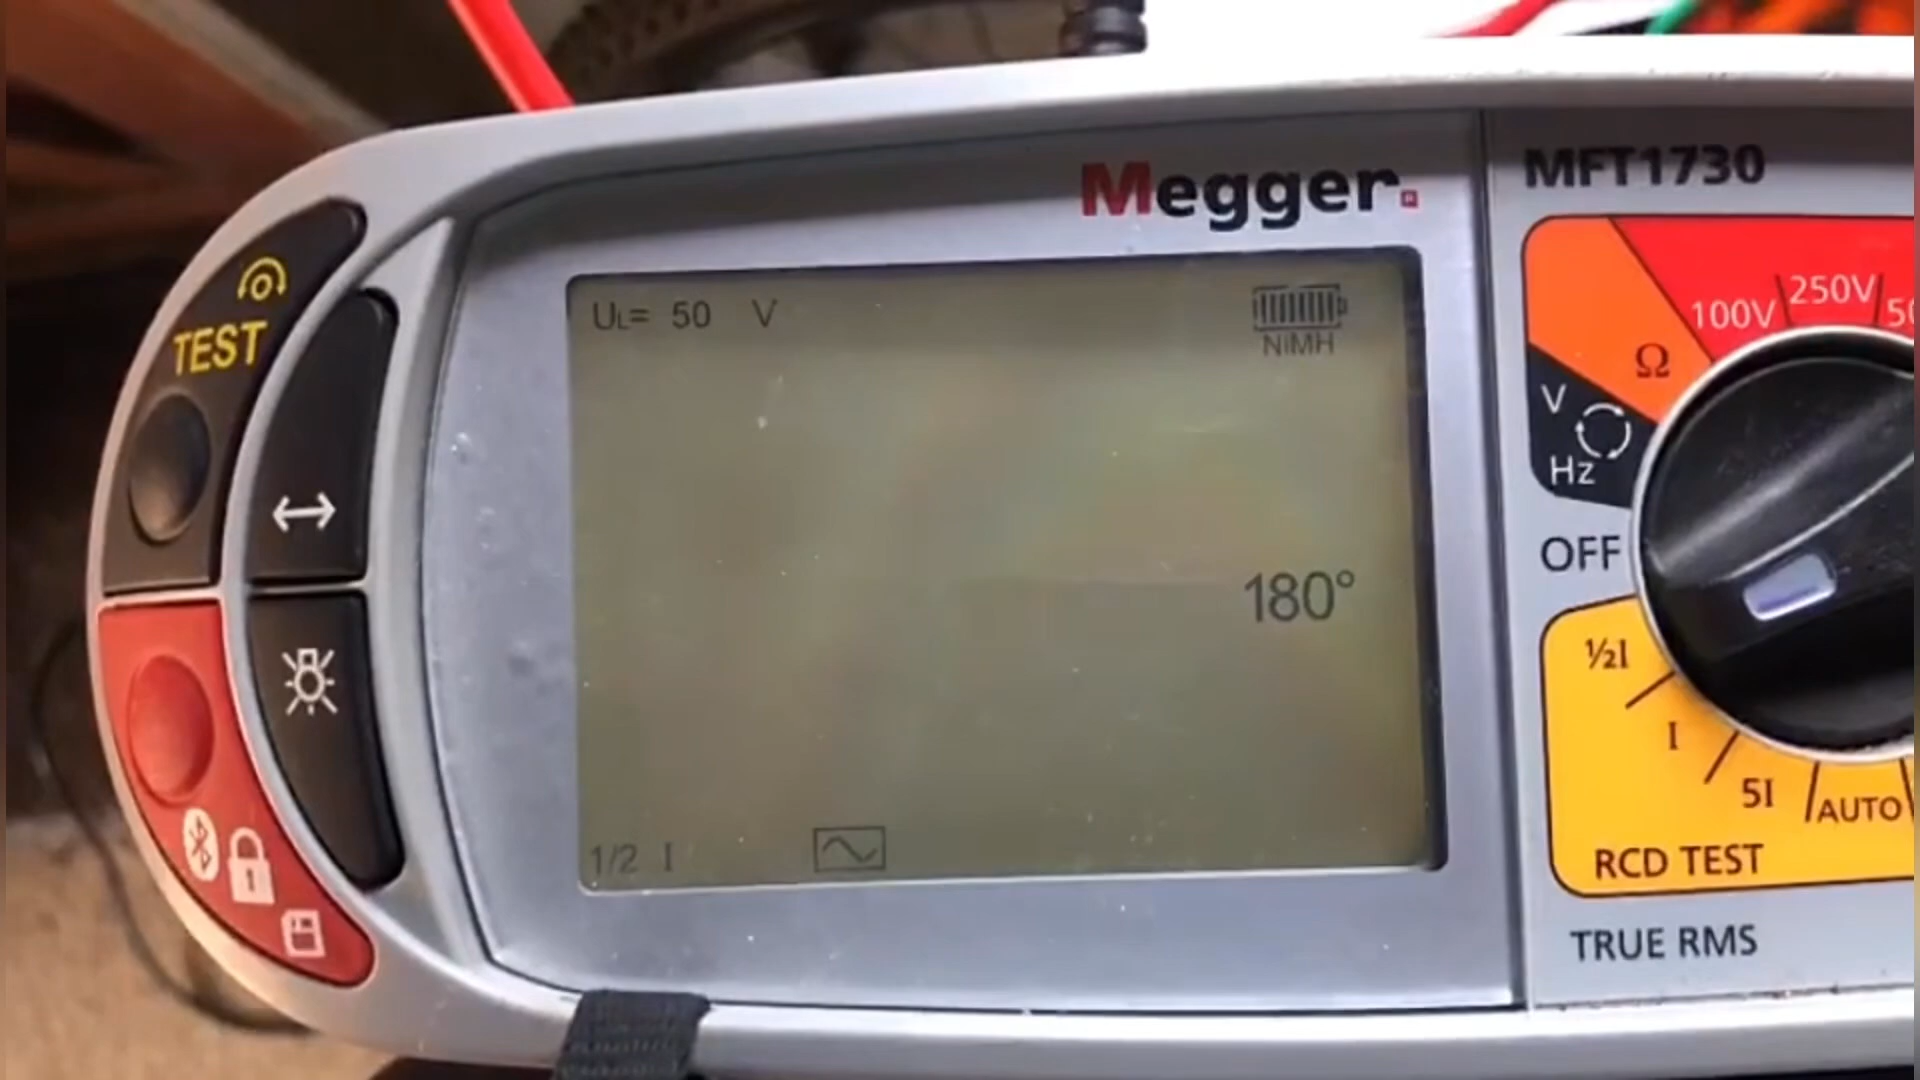 Megger.
MFT1730
TEST
UL= 50 V
NiMH
180°
1/2 I
100V
250V
Ω
V
Hz
OFF
½I
I
5I
AUTO
RCD TEST
TRUE RMS